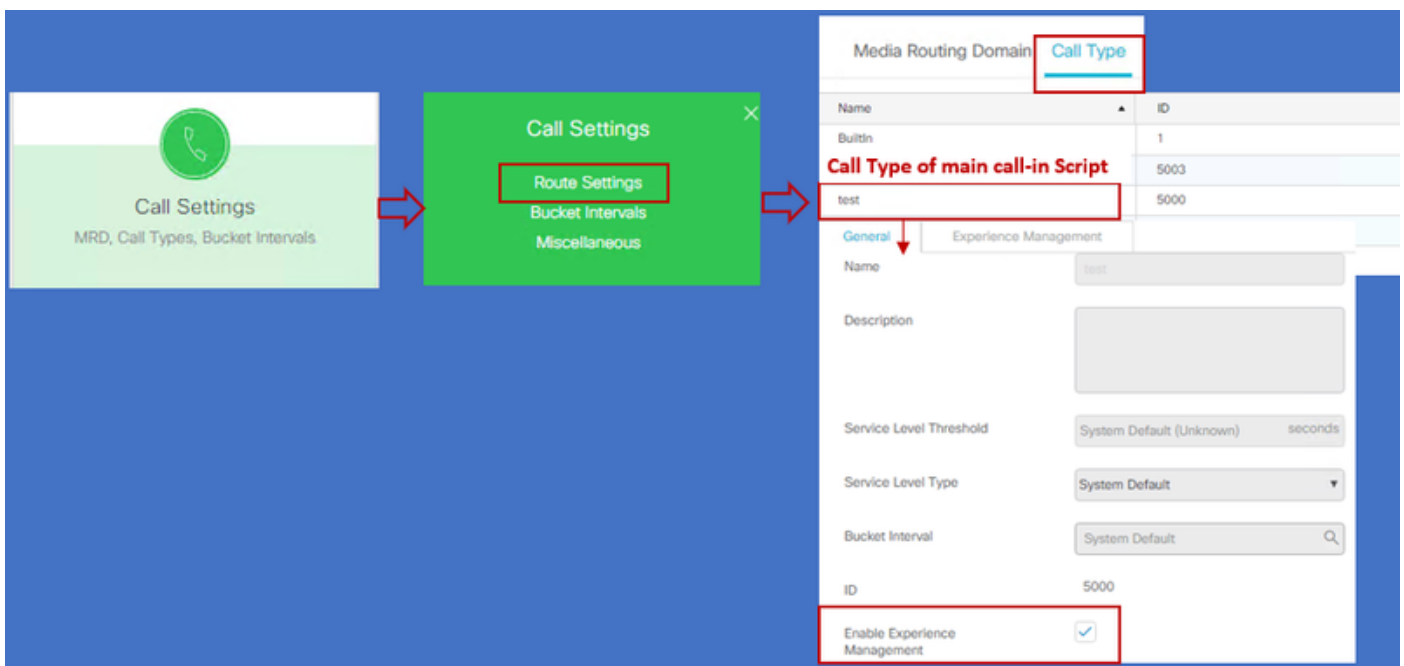 Call Settings
MRD, Call Types, Bucket Intervals
Call Settings
Route Settings
Bucket Intervals
Miscellaneous
Media Routing Domain Call Type
Name ID
BuiltIn 1
Call Type of main call-in Script 5003
test 5000
General Experience Management
Name test
Description
Service Level Threshold System Default (Unknown) seconds
Service Level Type System Default
Bucket Interval System Default
ID 5000
Enable Experience
Management